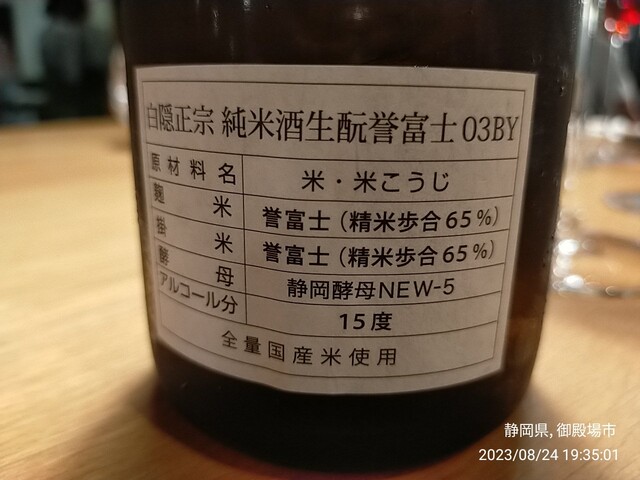 白隠正宗 純米酒生酛誉富士03BY
原材料名 米・米こうじ
麹米 誉富士(精米歩合65%)
掛米 誉富士(精米歩合65%)
酵母 静岡酵母NEW-5
アルコール分 15度
全量国産米使用
静岡県, 御殿場市
2023/08/24 19:35:01